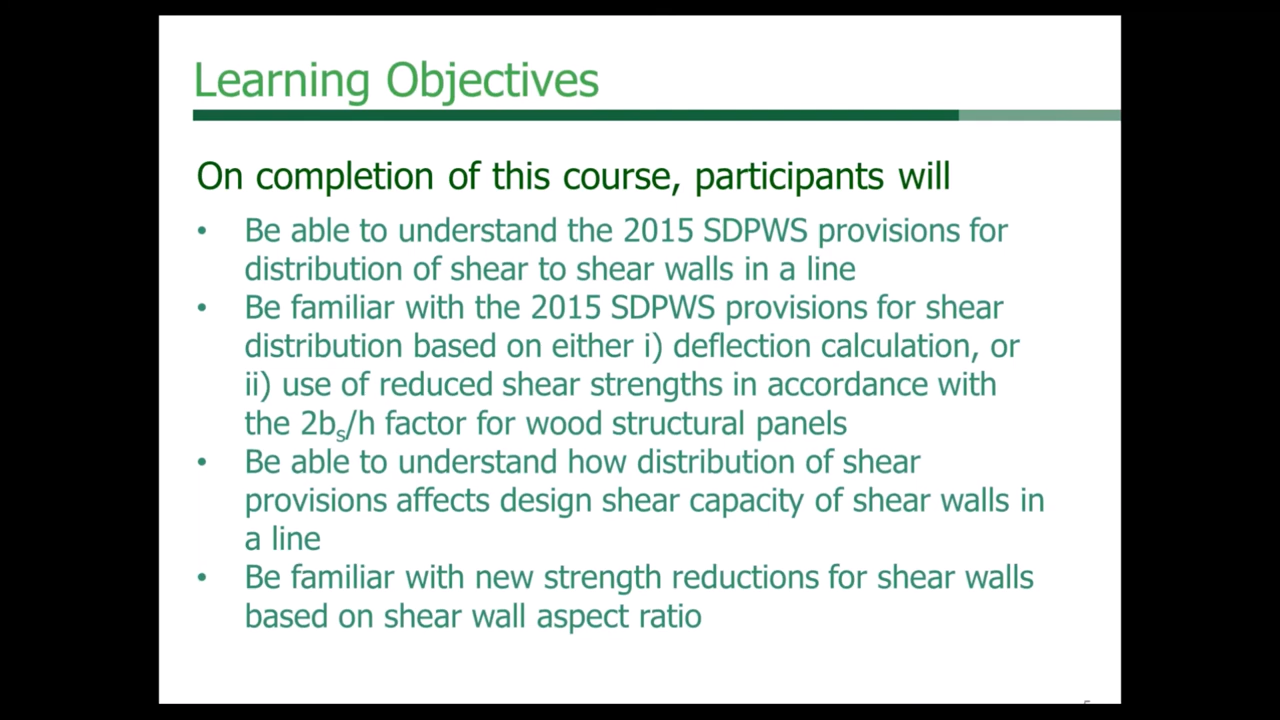 Learning Objectives
On completion of this course, participants will
• Be able to understand the 2015 SDPWS provisions for
distribution of shear to shear walls in a line
• Be familiar with the 2015 SDPWS provisions for shear
distribution based on either i) deflection calculation, or
ii) use of reduced shear strengths in accordance with
the 2bs/h factor for wood structural panels
• Be able to understand how distribution of shear
provisions affects design shear capacity of shear walls in
a line
• Be familiar with new strength reductions for shear walls
based on shear wall aspect ratio